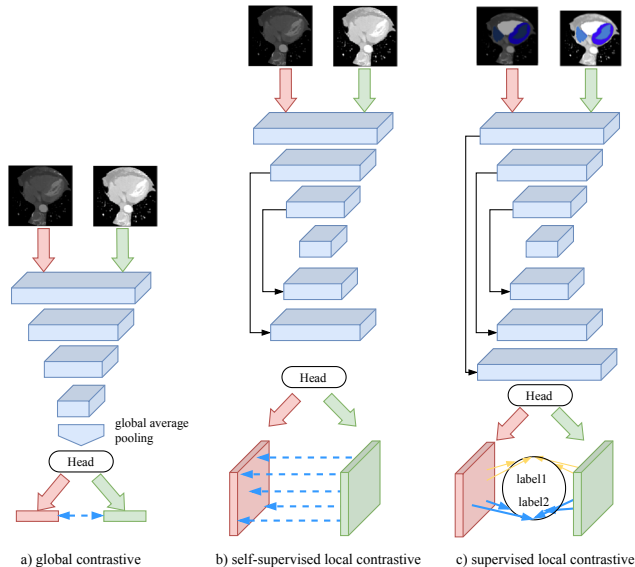 global average
pooling
Head
a) global contrastive
Head
b) self-supervised local contrastive
Head
label1
label2
c) supervised local contrastive